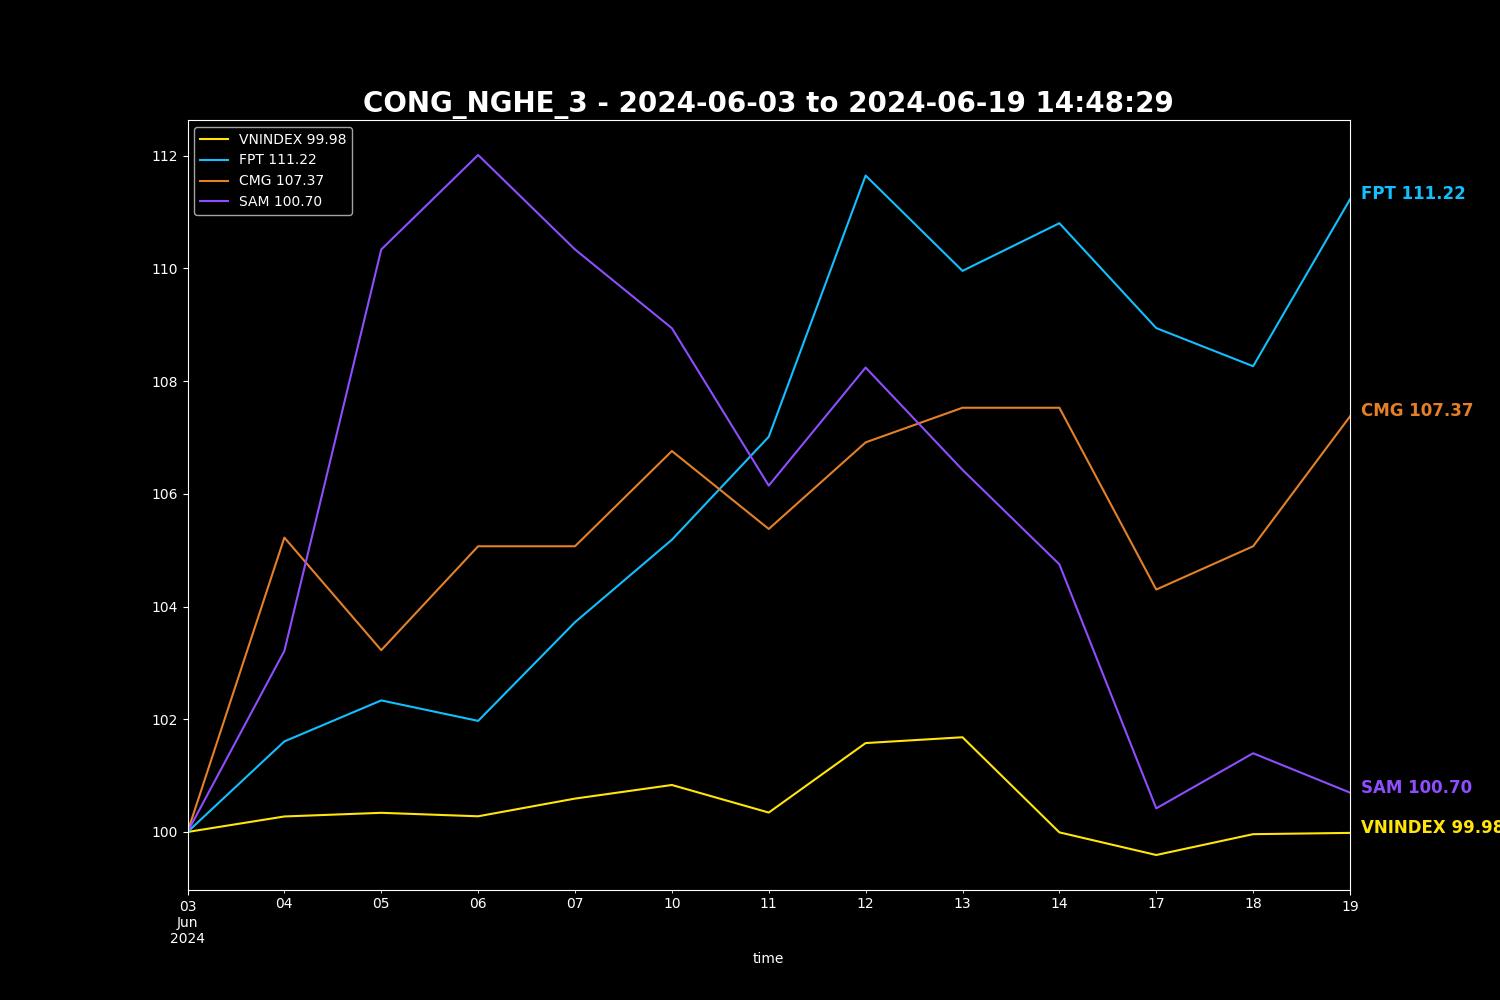 CONG_NGHE_3 - 2024-06-03 to 2024-06-19 14:48:29
VNINDEX 99.98
FPT 111.22
CMG 107.37
SAM 100.70
112
110
108
106
104
102
100
FPT 111.22
CMG 107.37
SAM 100.70
VNINDEX 99.98
03 04 05 06 07 10 11 12 13 14 17 18 19
Jun
2024
time